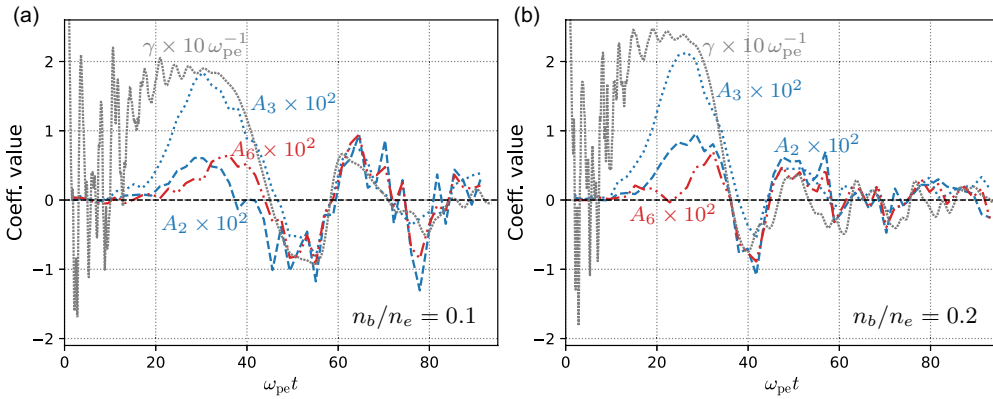 (a)
γ × 10 ω_pe^−1
A_3 × 10^2
A_6 × 10^2
A_2 × 10^2
n_b/n_e = 0.1
Coeff. value
2
1
0
−1
−2
0
20
40
60
80
ω_pe t
(b)
γ × 10 ω_pe^−1
A_3 × 10^2
A_2 × 10^2
A_6 × 10^2
n_b/n_e = 0.2
Coeff. value
2
1
0
−1
−2
0
20
40
60
80
ω_pe t